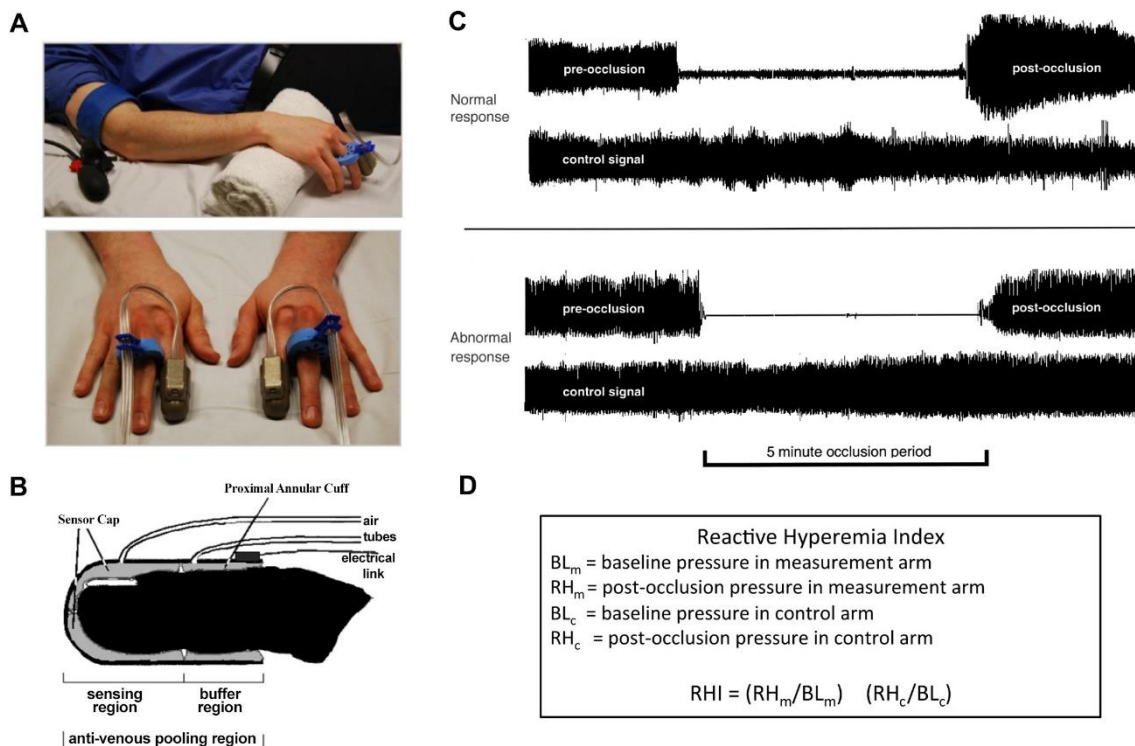 A
B
Sensor Cap
Proximal Annular Cuff
air
tubes
electrical
link
sensing
region
buffer
region
anti-venous pooling region
C
Normal
response
pre-occlusion
post-occlusion
control signal
Abnormal
response
pre-occlusion
post-occlusion
control signal
5 minute occlusion period
D
Reactive Hyperemia Index
BLm = baseline pressure in measurement arm
RHm = post-occlusion pressure in measurement arm
BLc = baseline pressure in control arm
RHc = post-occlusion pressure in control arm
RHI = (RHm/BLm) (RHc/BLc)